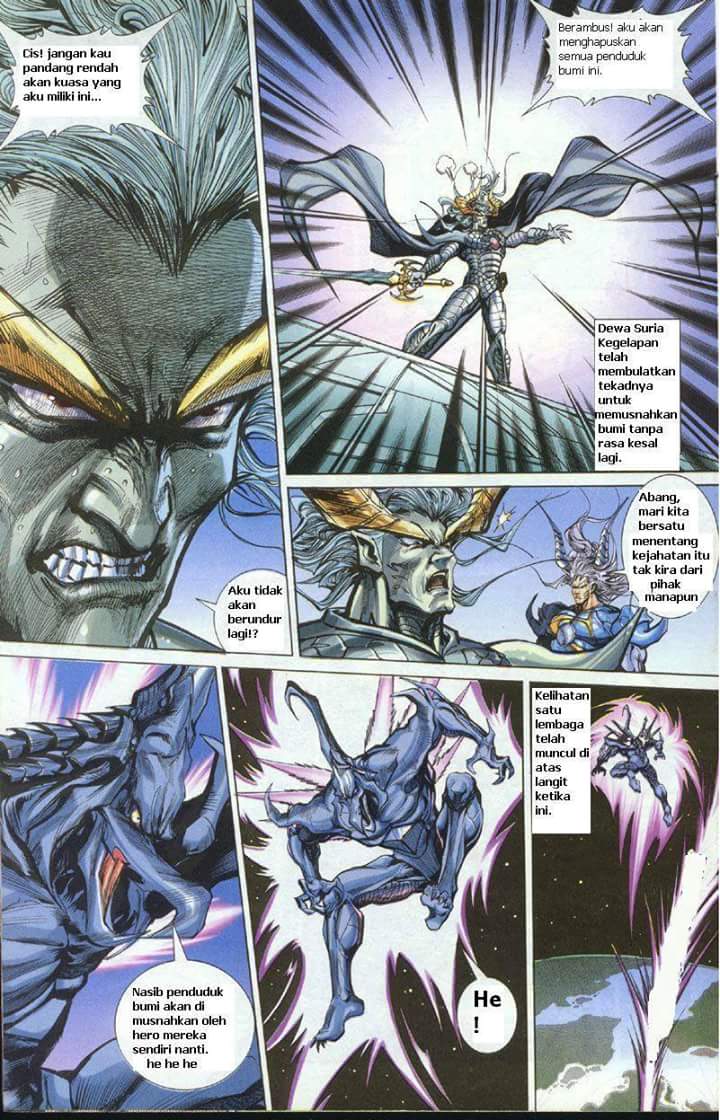 Cis! jangan kau
pandang rendah
akan kuasa yang
aku miliki ini...
Berambus! aku akan
menghapuskan
semua penduduk
bumi ini.
Dewa Suria
Kegelapan
telah
membulatkan
tekadnya
untuk
memusnahkan
bumi tanpa
rasa kesal
lagi.
Aku tidak
akan
berundur
lagi!?
Abang,
mari kita
bersatu
menentang
kejahatan itu
tak kira dari
pihak
manapun
Nasib penduduk
bumi akan di
musnahkan oleh
hero mereka
sendiri nanti.
he he he
He
!
Kelihatan
satu
lembaga
telah
muncul di
atas
langit
ketika
ini.